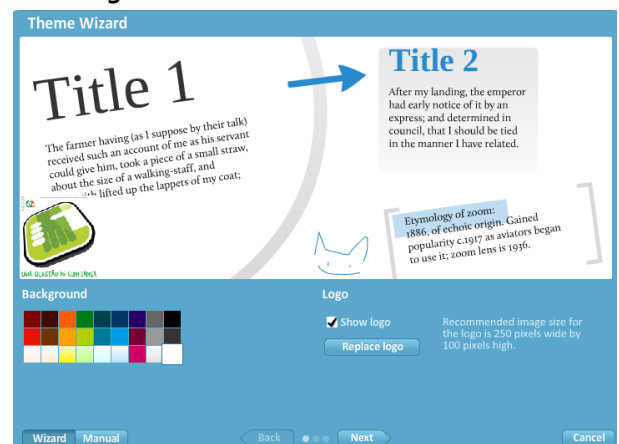 Theme Wizard
Title 1
The farmer having (as I suppose by their talk)
received such an account of me as his servant
could give him, took a piece of a small straw,
about the size of a walking-staff, and
with lifted up the lappets of my coat;
Title 2
After my landing, the emperor
had early notice of it by an
express; and determined in
council, that I should be tied
in the manner I have related.
Etymology of zoom:
1886, of echoic origin. Gained
popularity c.1917 as aviators began
to use it; zoom lens is 1936.
UMA QUESTÃO DE CONFIANÇA
Background
Logo
Show logo
Replace logo
Recommended image size for
the logo is 250 pixels wide by
100 pixels high.
Wizard
Manual
Back
Next
Cancel